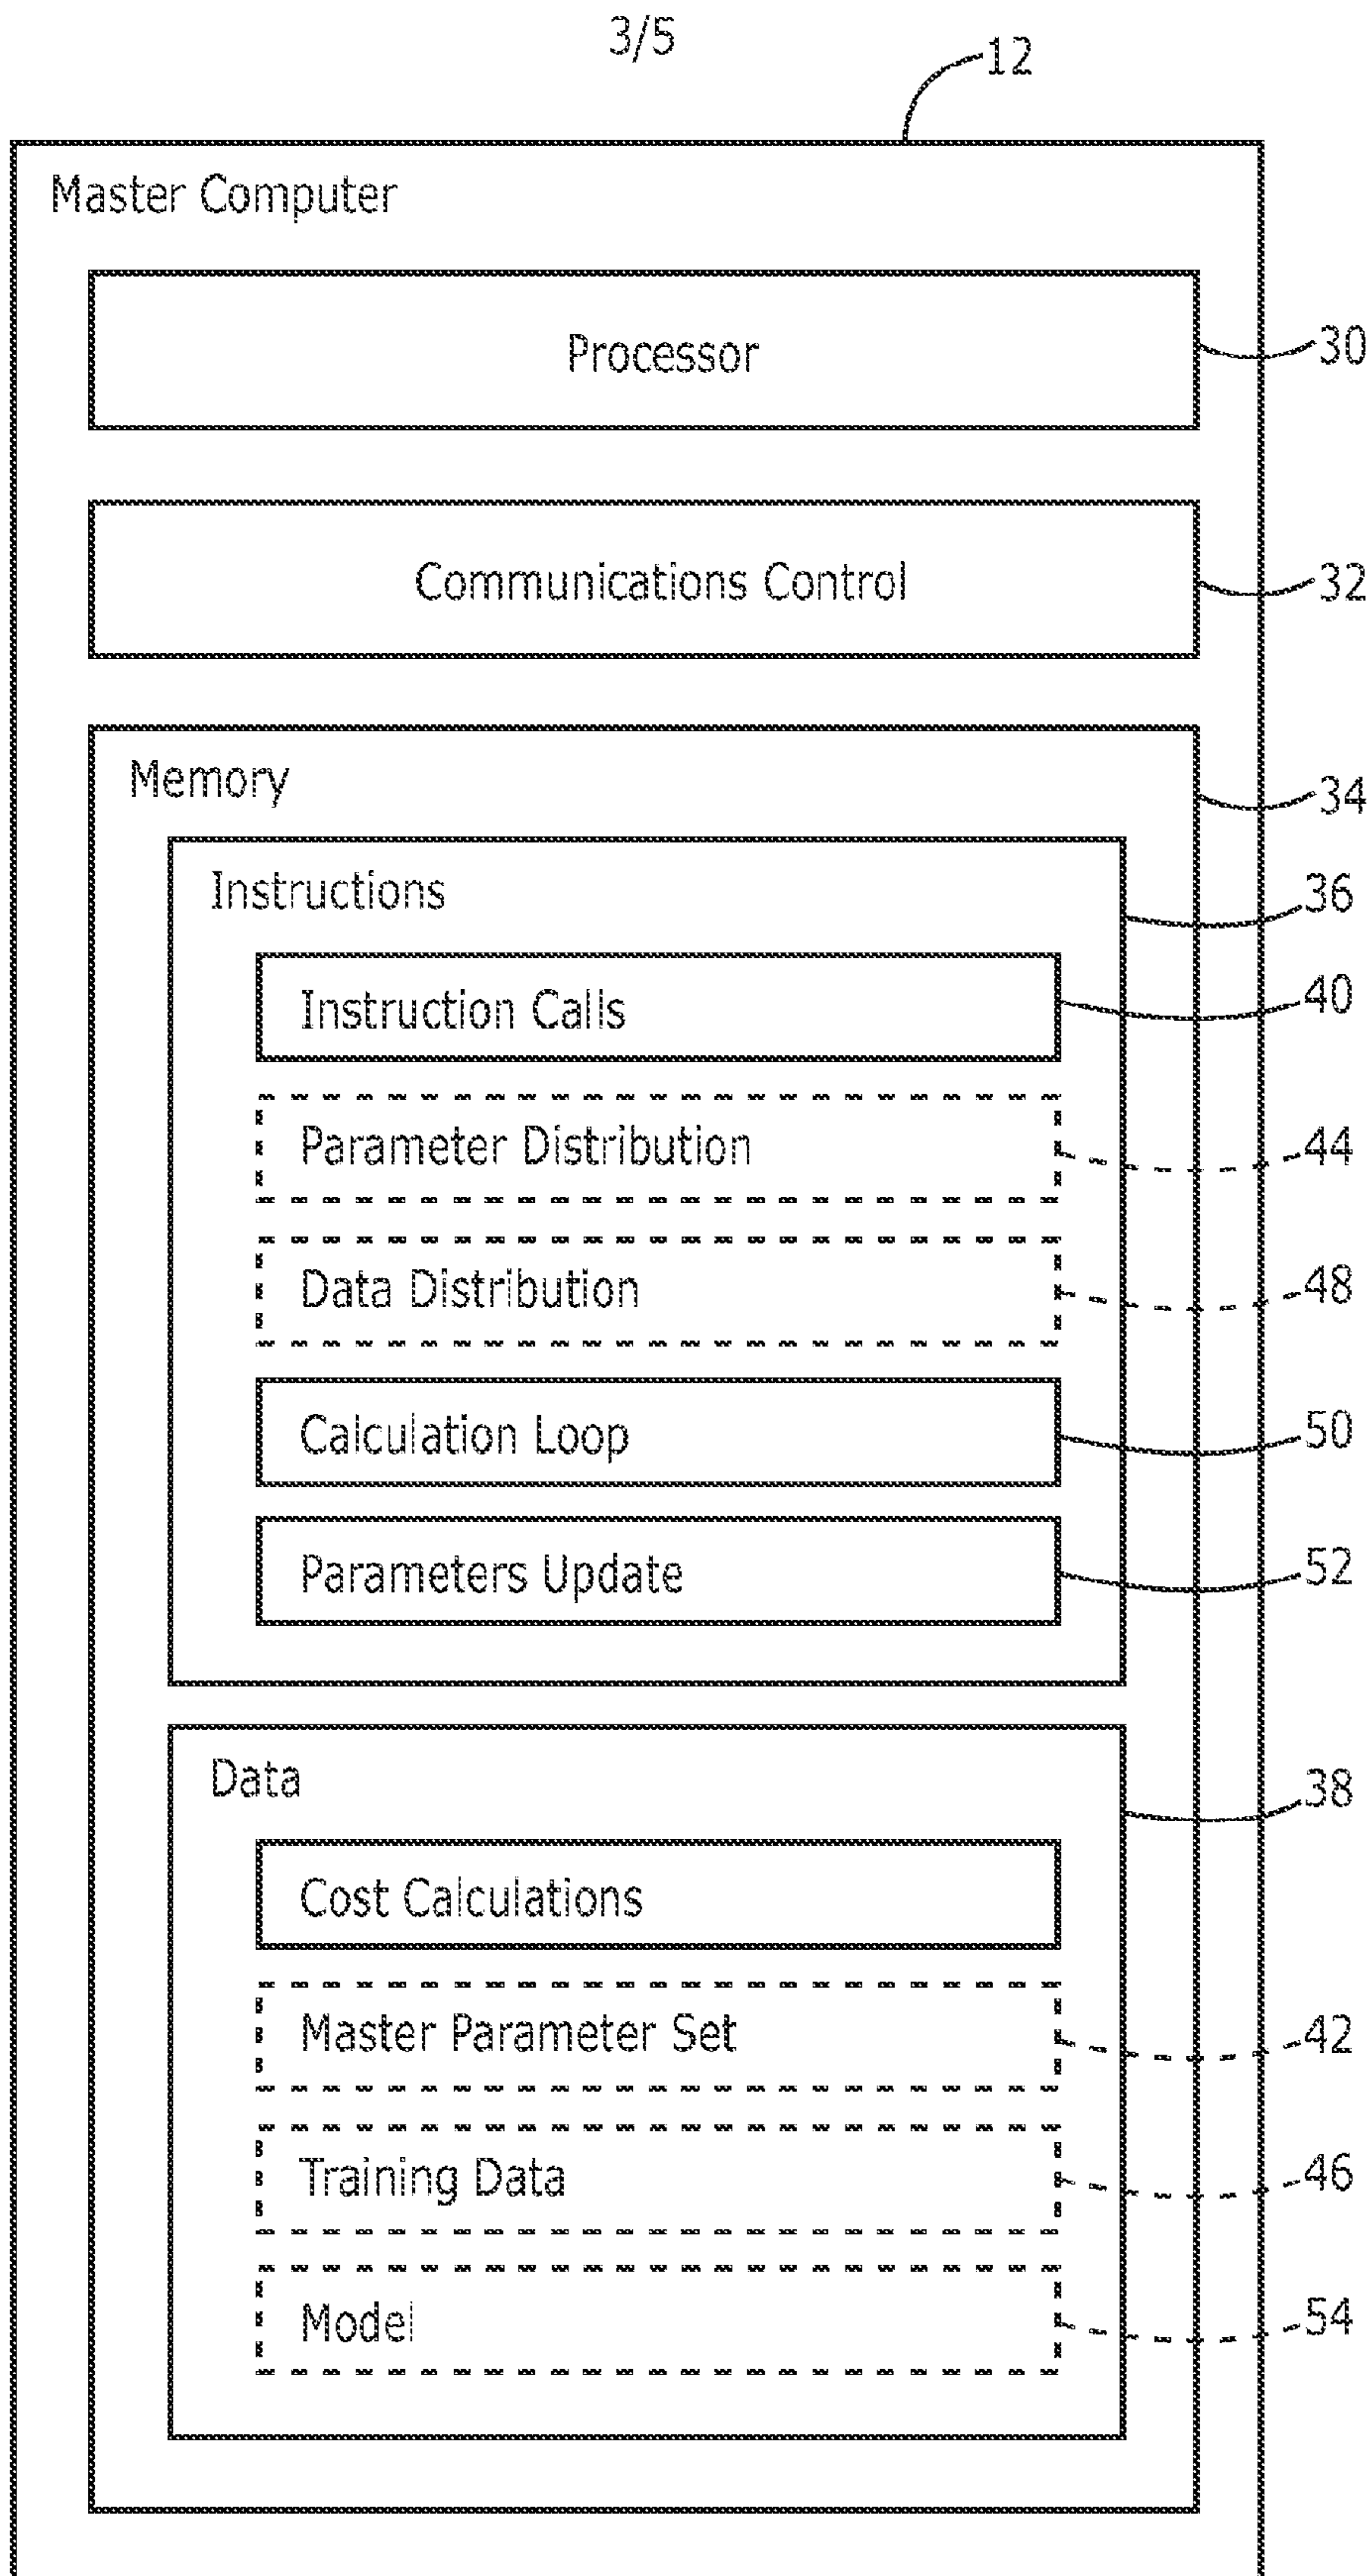 3/5
12
Master Computer
Processor
30
Communications Control
32
Memory
34
Instructions
36
Instruction Calls
40
Parameter Distribution
44
Data Distribution
48
Calculation Loop
50
Parameters Update
52
Data
38
Cost Calculations
Master Parameter Set
42
Training Data
46
Model
54